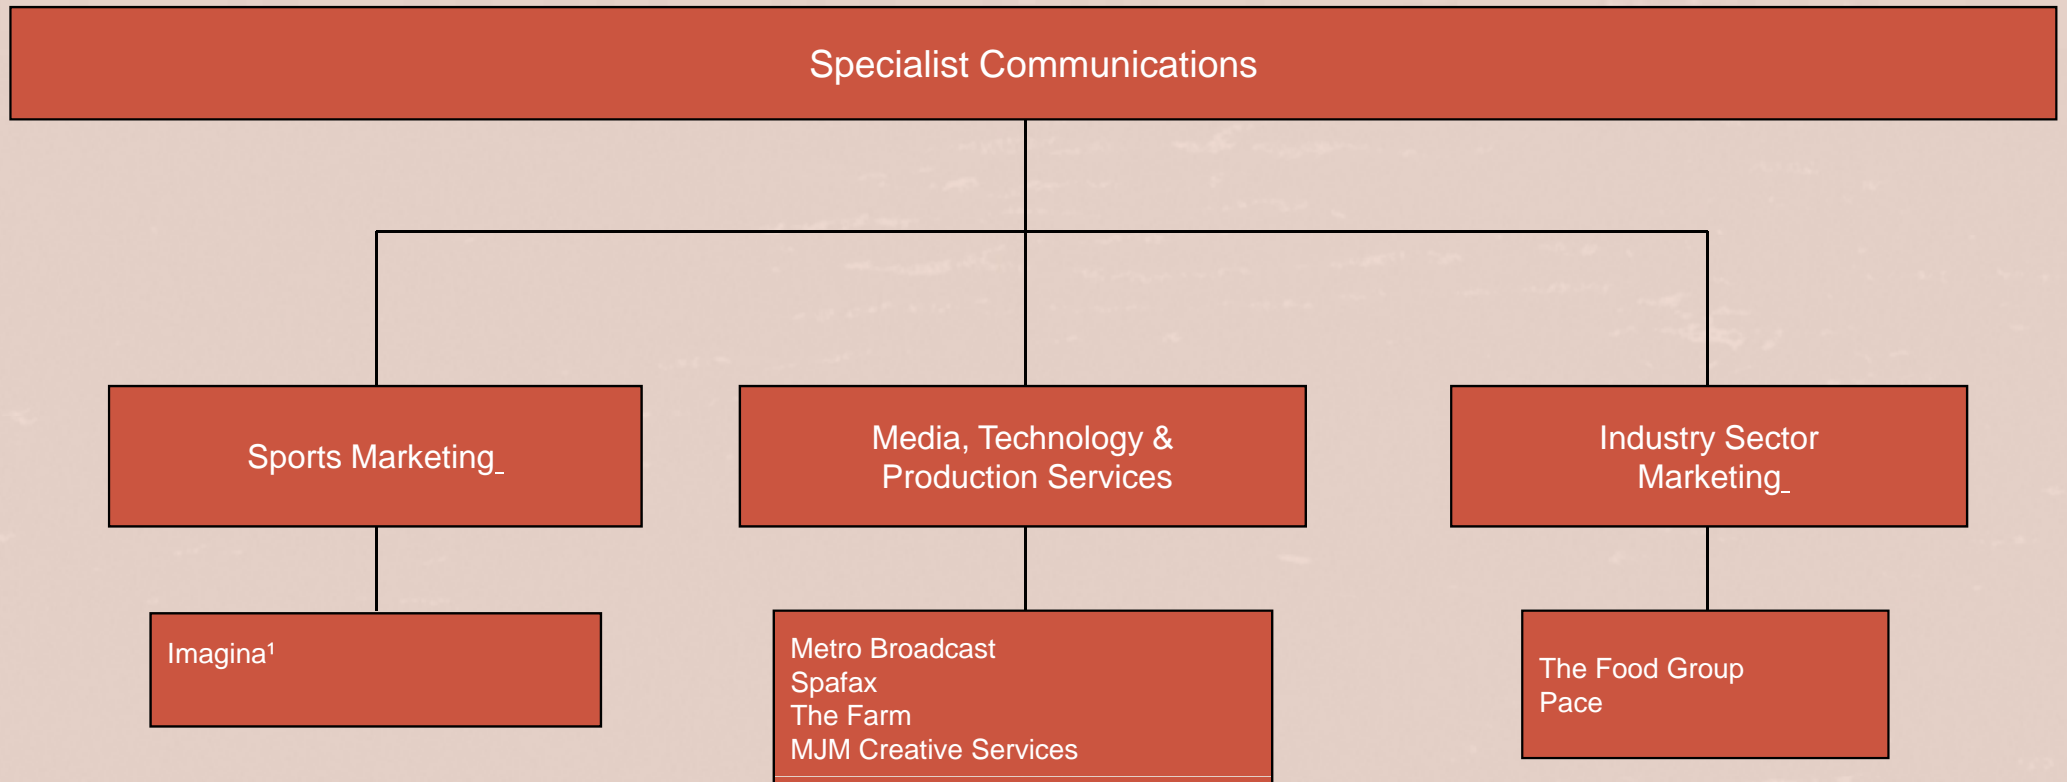 Specialist Communications
Sports Marketing
Media, Technology &
Production Services
Industry Sector
Marketing
Imagina¹
Metro Broadcast
Spafax
The Farm
MJM Creative Services
The Food Group
Pace